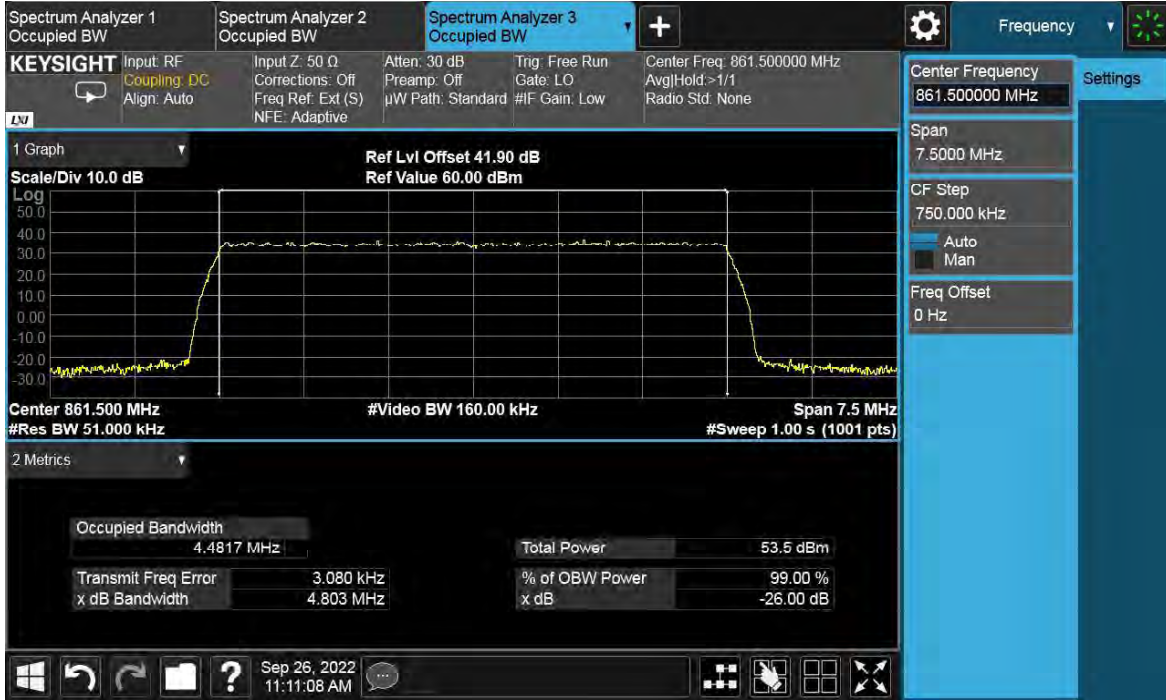 Spectrum Analyzer 1
Occupied BW
Spectrum Analyzer 2
Occupied BW
Spectrum Analyzer 3
Occupied BW
Frequency
KEYSIGHT
LXI
Input: RF
Coupling: DC
Align: Auto
Input Z: 50 Ω
Corrections: Off
Freq Ref: Ext (S)
NFE: Adaptive
Atten: 30 dB
Preamp: Off
µW Path: Standard
Trig: Free Run
Gate: LO
#IF Gain: Low
Center Freq: 861.500000 MHz
Avg|Hold:>1/1
Radio Std: None
Center Frequency
861.500000 MHz
Settings
Span
7.5000 MHz
CF Step
750.000 kHz
Auto
Man
Freq Offset
0 Hz
1 Graph
Scale/Div 10.0 dB
Ref Lvl Offset 41.90 dB
Ref Value 60.00 dBm
Log
50.0
40.0
30.0
20.0
10.0
0.00
-10.0
-20.0
-30.0
Center 861.500 MHz
#Res BW 51.000 kHz
#Video BW 160.00 kHz
Span 7.5 MHz
#Sweep 1.00 s (1001 pts)
2 Metrics
Occupied Bandwidth
4.4817 MHz
Total Power 53.5 dBm
Transmit Freq Error 3.080 kHz
% of OBW Power 99.00 %
x dB Bandwidth 4.803 MHz
x dB -26.00 dB
?
Sep 26, 2022
11:11:08 AM